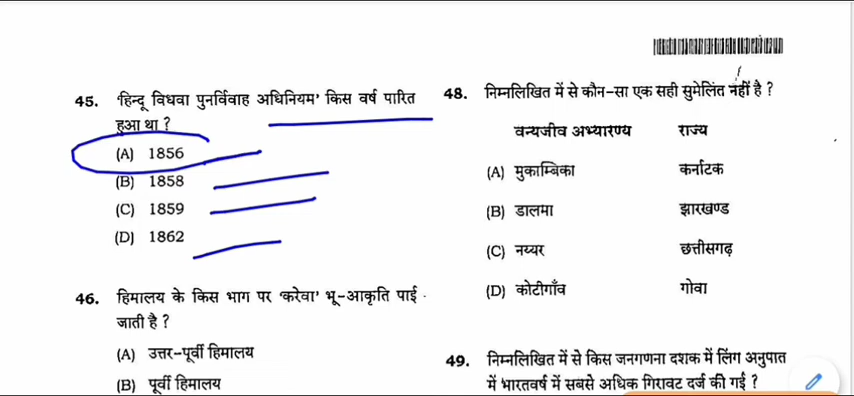 45. 'हिन्दू विधवा पुनर्विवाह अधिनियम' किस वर्ष पारित
हुआ था ?
(A) 1856
(B) 1858
(C) 1859
(D) 1862
46. हिमालय के किस भाग पर 'करेवा' भू-आकृति पाई
जाती है ?
(A) उत्तर-पूर्वी हिमालय
(B) पूर्वी हिमालय
48. निम्नलिखित में से कौन-सा एक सही सुमेलित नहीं है ?
वन्यजीव अभ्यारण्य राज्य
(A) मुकाम्बिका कर्नाटक
(B) डालमा झारखण्ड
(C) नय्यर छत्तीसगढ़
(D) कोटीगाँव गोवा
49. निम्नलिखित में से किस जनगणना दशक में लिंग अनुपात
में भारतवर्ष में सबसे अधिक गिरावट दर्ज की गई ?